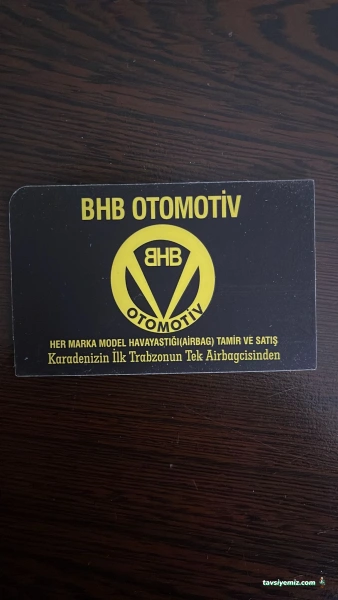 BHB OTOMOTİV
BHB
OTOMOTİV
HER MARKA MODEL HAVAYASTIĞI(AİRBAG) TAMİR VE SATIŞ
Karadenizin İlk Trabzonun Tek Airbagcisinden
tavsiyemiz.com